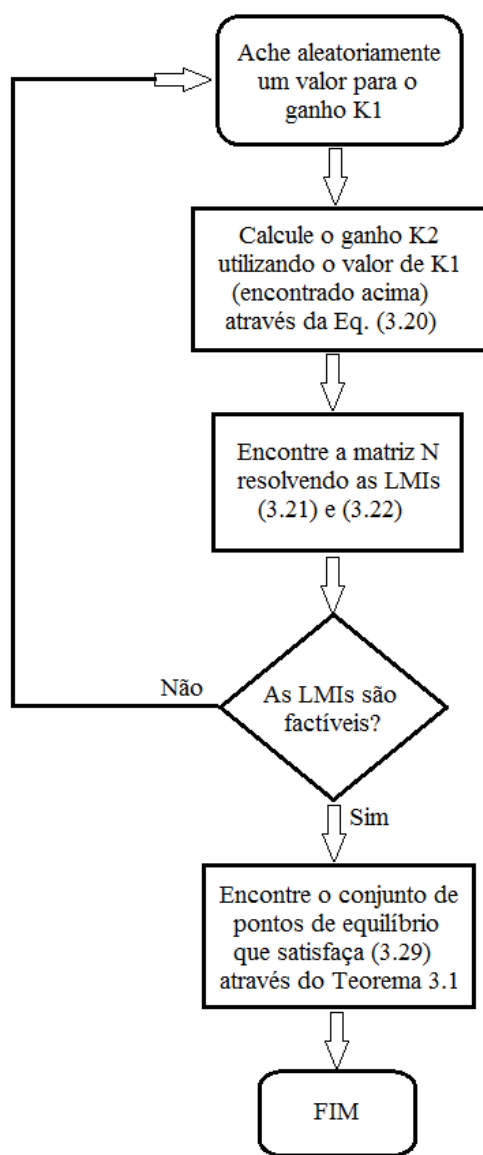 Ache aleatoriamente
um valor para o
ganho K1
Calcule o ganho K2
utilizando o valor de K1
(encontrado acima)
através da Eq. (3.20)
Encontre a matriz N
resolvendo as LMIs
(3.21) e (3.22)
Não
As LMIs são
factíveis?
Sim
Encontre o conjunto de
pontos de equilíbrio
que satisfaça (3.29)
através do Teorema 3.1
FIM